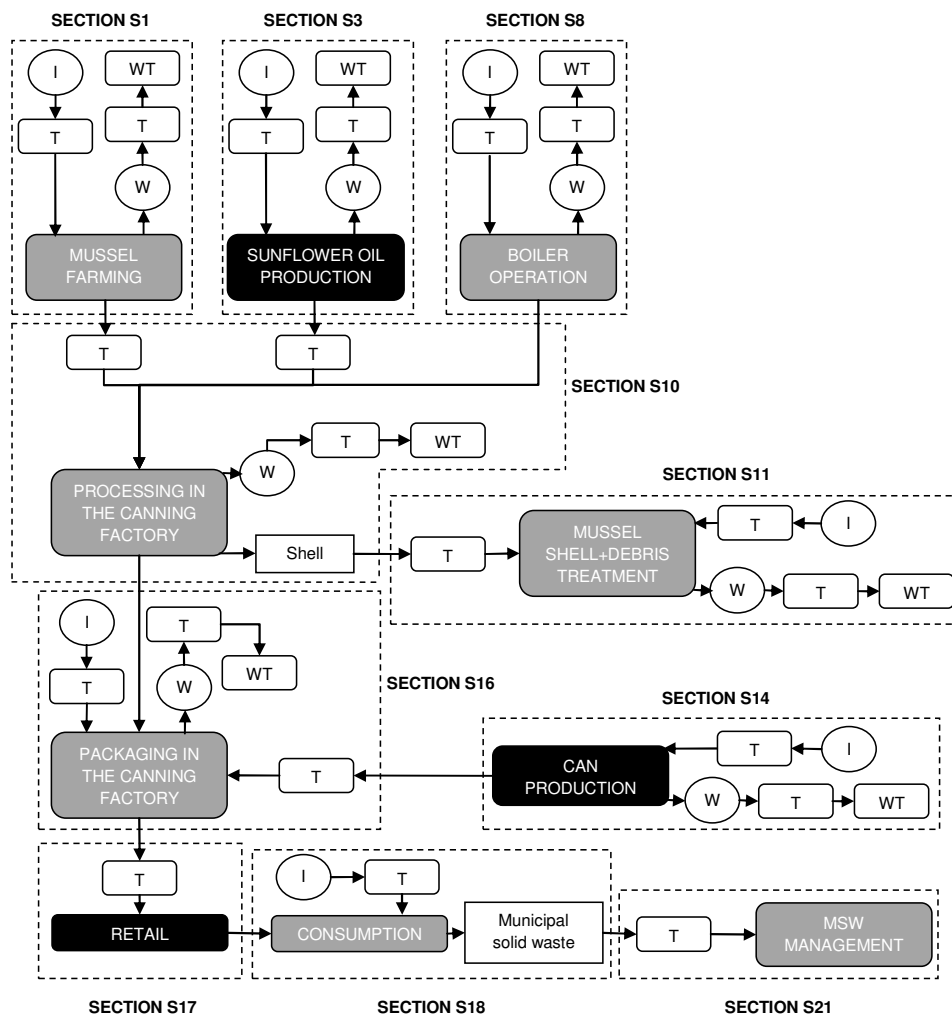 SECTION S1
SECTION S3
SECTION S8
I
WT
I
WT
I
WT
T
T
T
T
T
T
W
W
W
MUSSEL
FARMING
SUNFLOWER OIL
PRODUCTION
BOILER
OPERATION
T
T
SECTION S10
T
WT
W
PROCESSING IN
THE CANNING
FACTORY
Shell
SECTION S11
T
MUSSEL
SHELL+DEBRIS
TREATMENT
T
I
W
T
WT
I
T
T
WT
W
SECTION S16
PACKAGING IN
THE CANNING
FACTORY
T
SECTION S14
CAN
PRODUCTION
T
I
W
T
WT
T
RETAIL
I
T
CONSUMPTION
Municipal
solid waste
T
MSW
MANAGEMENT
SECTION S17
SECTION S18
SECTION S21